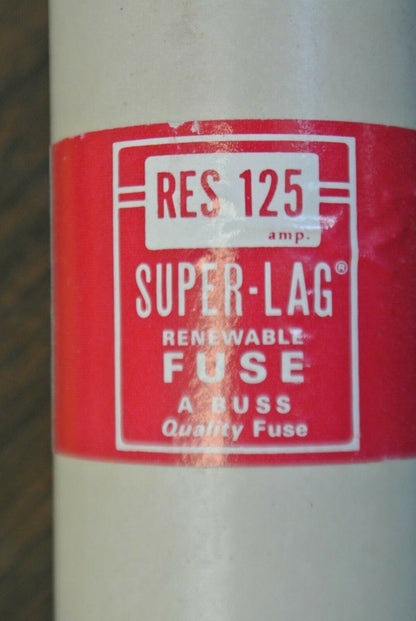 RES 125
amp.
SUPER-LAG®
RENEWABLE
FUSE
A BUSS
Quality Fuse